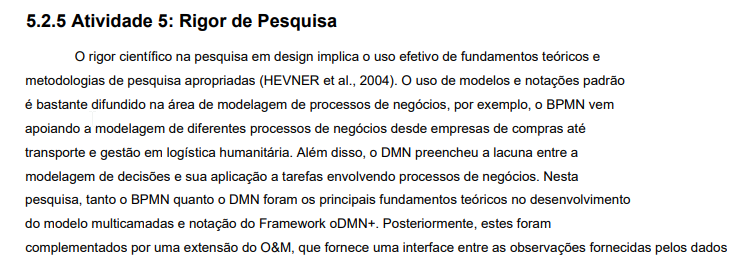 5.2.5 Atividade 5: Rigor de Pesquisa
O rigor científico na pesquisa em design implica o uso efetivo de fundamentos teóricos e
metodologias de pesquisa apropriadas (HEVNER et al., 2004). O uso de modelos e notações padrão
é bastante difundido na área de modelagem de processos de negócios, por exemplo, o BPMN vem
apoiando a modelagem de diferentes processos de negócios desde empresas de compras até
transporte e gestão em logística humanitária. Além disso, o DMN preencheu a lacuna entre a
modelagem de decisões e sua aplicação a tarefas envolvendo processos de negócios. Nesta
pesquisa, tanto o BPMN quanto o DMN foram os principais fundamentos teóricos no desenvolvimento
do modelo multicamadas e notação do Framework oDMN+. Posteriormente, estes foram
complementados por uma extensão do O&M, que fornece uma interface entre as observações fornecidas pelos dados